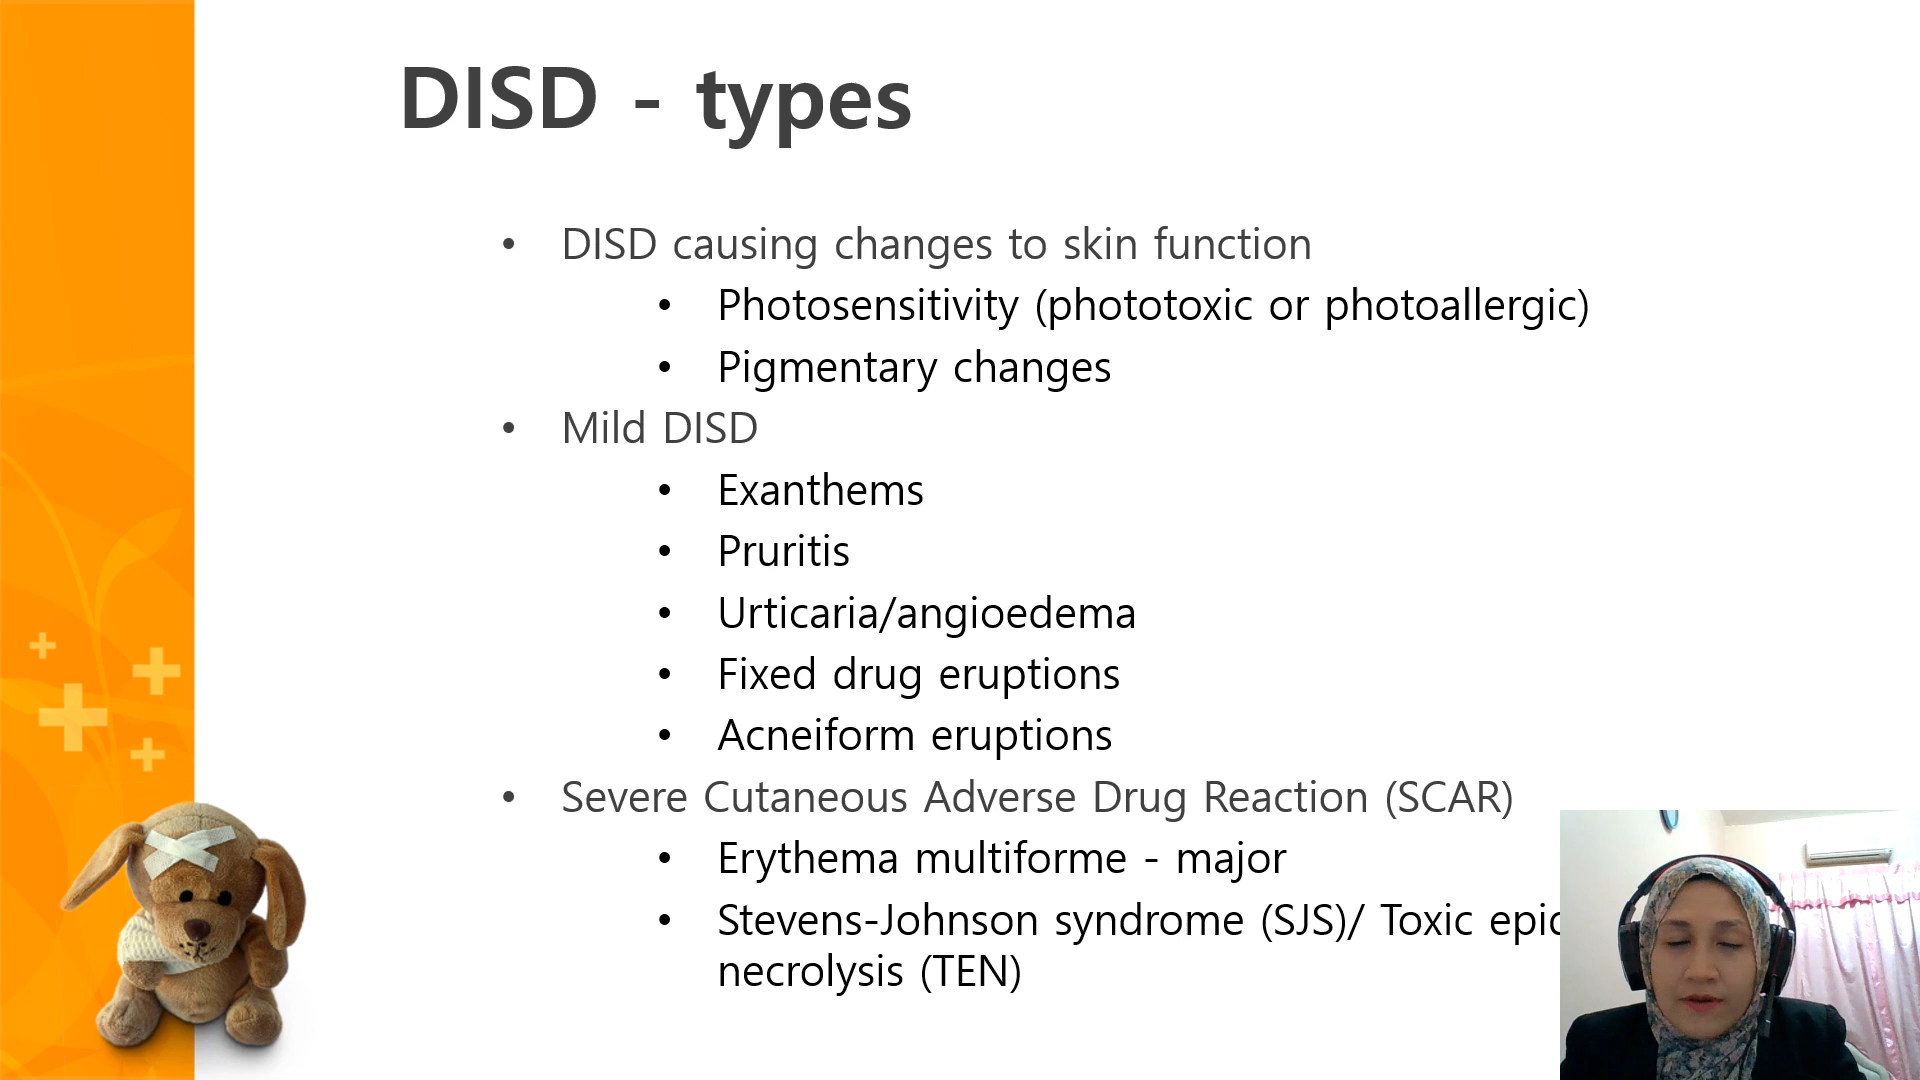 DISD - types
• DISD causing changes to skin function
• Photosensitivity (phototoxic or photoallergic)
• Pigmentary changes
• Mild DISD
• Exanthems
• Pruritis
• Urticaria/angioedema
• Fixed drug eruptions
• Acneiform eruptions
• Severe Cutaneous Adverse Drug Reaction (SCAR)
• Erythema multiforme - major
• Stevens-Johnson syndrome (SJS)/ Toxic
necrolysis (TEN)